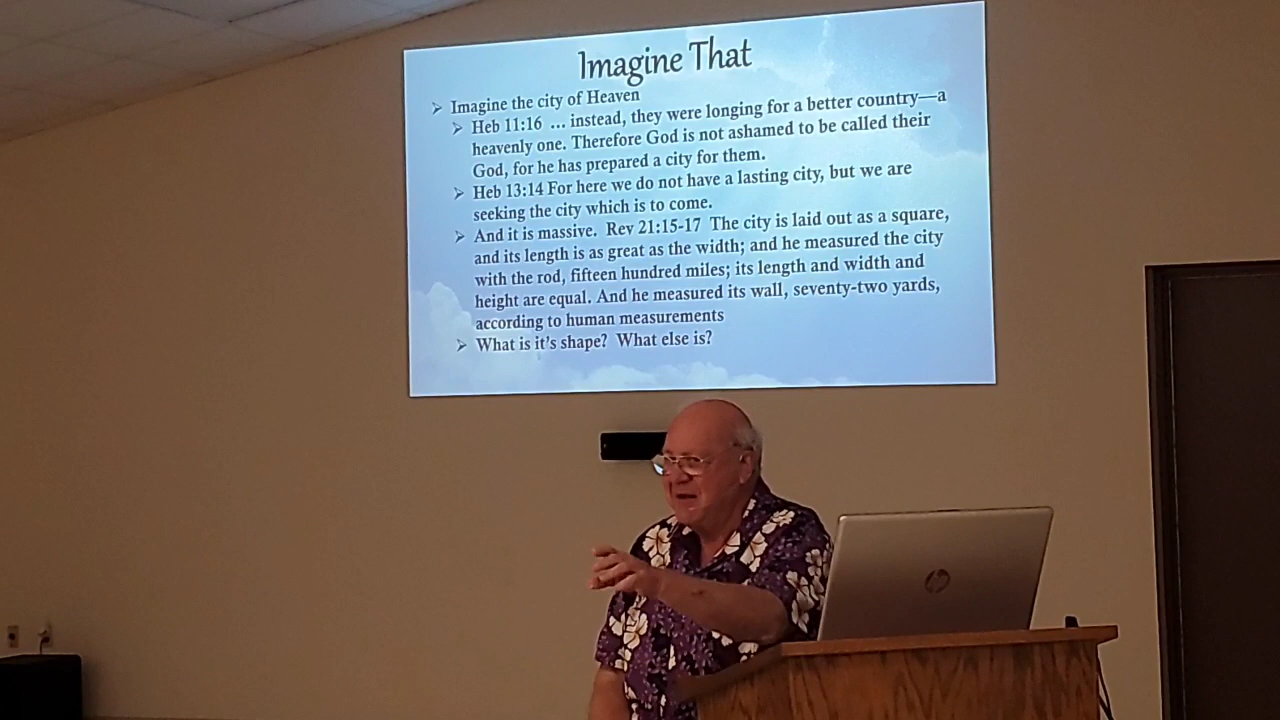 Imagine That
➢ Imagine the city of Heaven
➢ Heb 11:16 ... instead, they were longing for a better country—a
heavenly one. Therefore God is not ashamed to be called their
God, for he has prepared a city for them.
➢ Heb 13:14 For here we do not have a lasting city, but we are
seeking the city which is to come.
➢ And it is massive. Rev 21:15-17 The city is laid out as a square,
and its length is as great as the width; and he measured the city
with the rod, fifteen hundred miles; its length and width and
height are equal. And he measured its wall, seventy-two yards,
according to human measurements
➢ What is it's shape? What else is?
hp